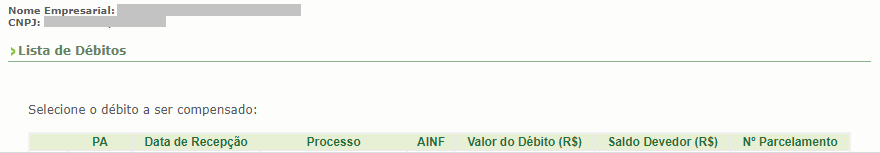 Nome Empresarial:
CNPJ:
Lista de Débitos
Selecione o débito a ser compensado:
PA Data de Recepção Processo AINF Valor do Débito (R$) Saldo Devedor (R$) Nº Parcelamento